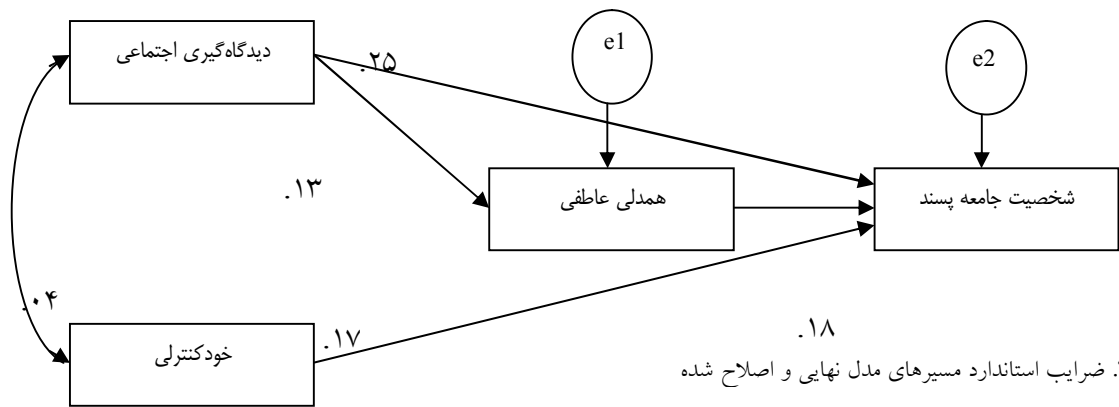 e1
e2
دیدگاه‌گیری اجتماعی
.۲۵
همدلی عاطفی
شخصیت جامعه پسند
.۱۳
.۰۴
خودکنترلی
.۱۷
.۱۸
. ضرایب استاندارد مسیرهای مدل نهایی و اصلاح شده